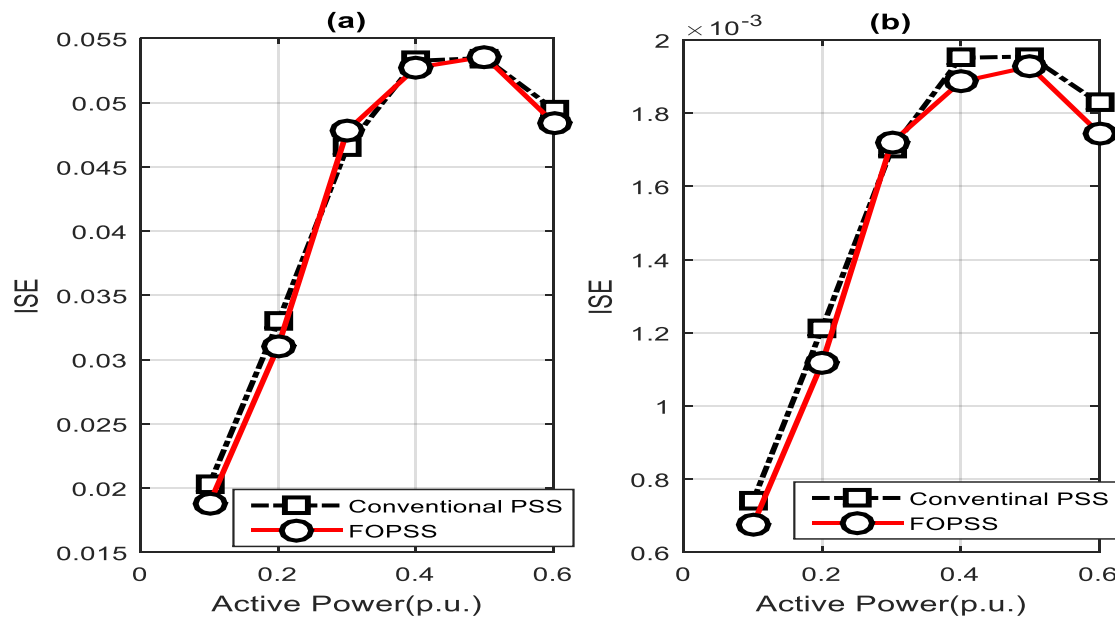 (a)
0.055
0.05
0.045
0.04
0.035
0.03
0.025
0.02
0.015
ISE
0 0.2 0.4 0.6
Active Power(p.u.)
Conventional PSS
FOPSS
(b)
× 10⁻³
2
1.8
1.6
1.4
1.2
1
0.8
0.6
ISE
0 0.2 0.4 0.6
Active Power(p.u.)
Conventinal PSS
FOPSS